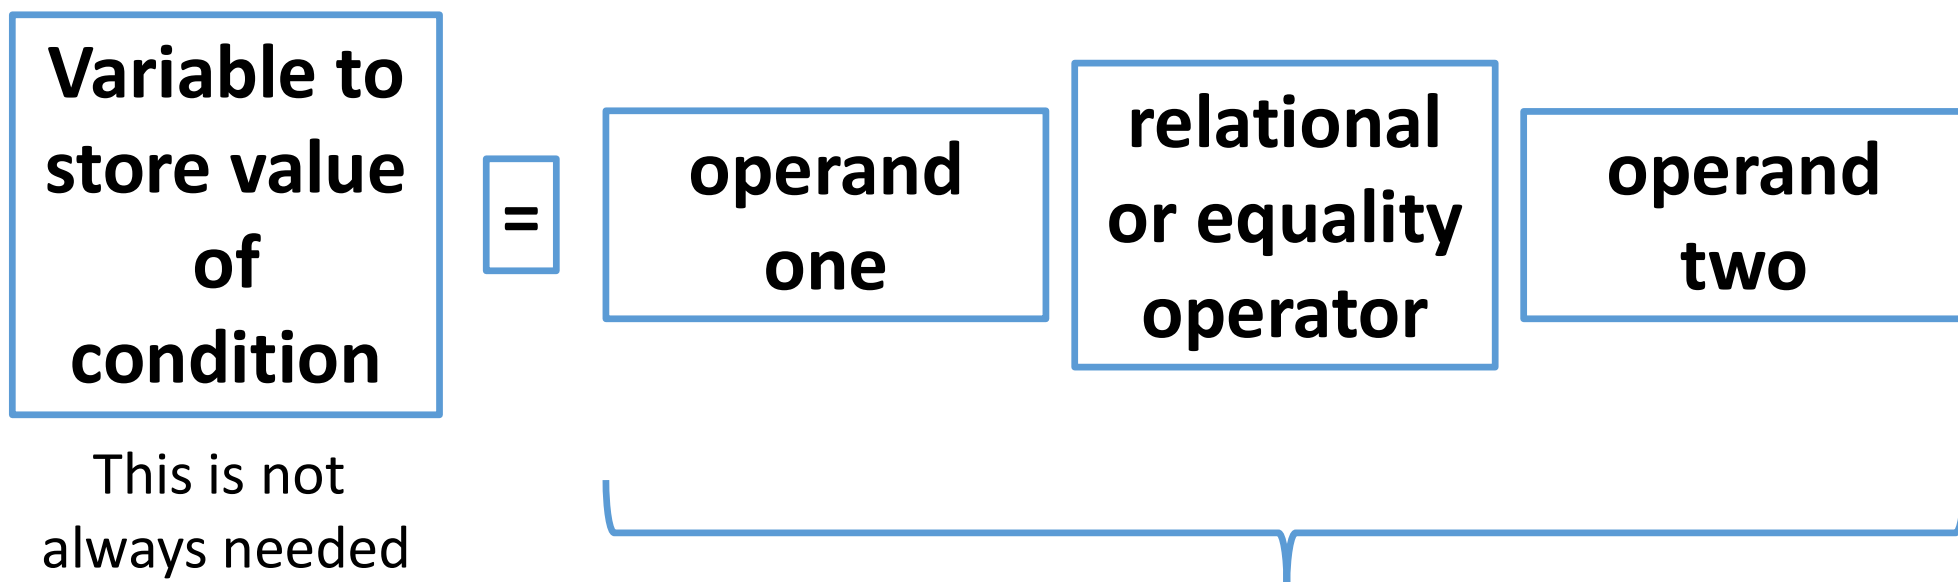 Variable to
store value
of
condition
=
operand
one
relational
or equality
operator
operand
two
This is not
always needed